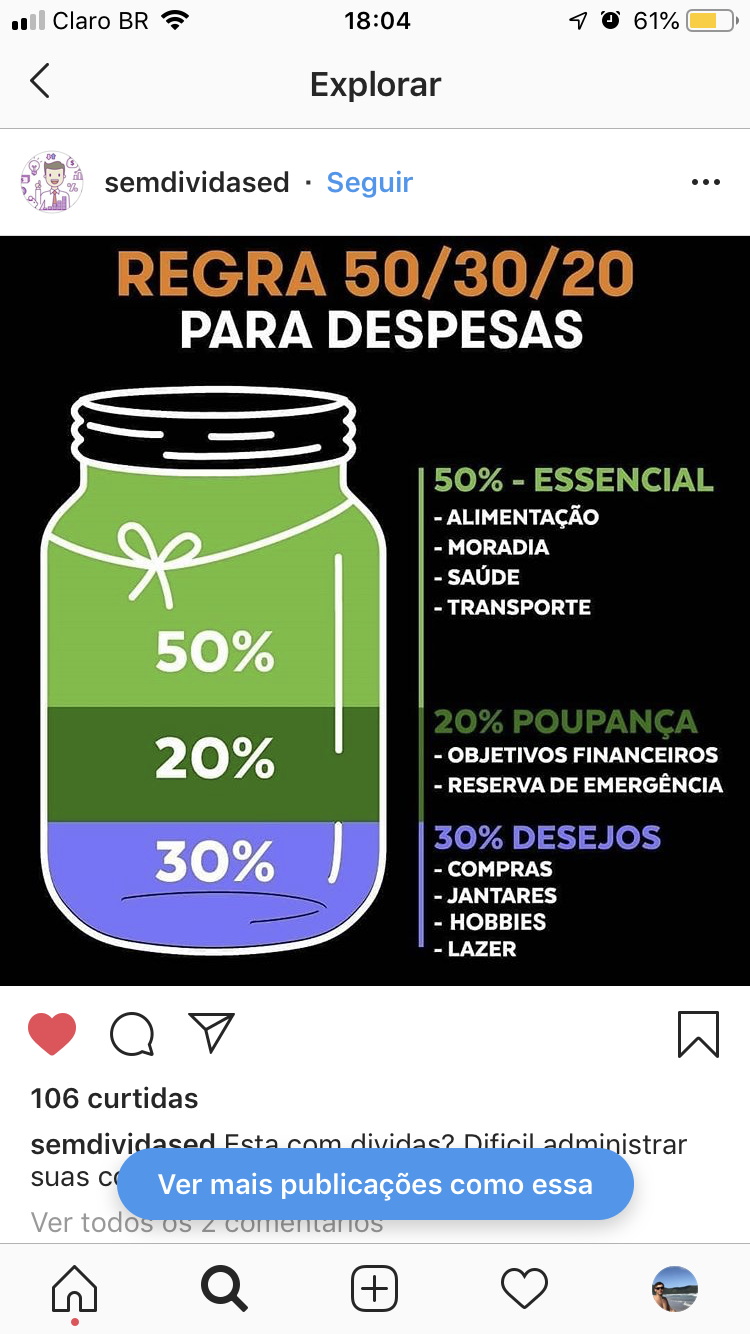 Claro BR
18:04
61%
Explorar
semdividased · Seguir
REGRA 50/30/20
PARA DESPESAS
50%
20%
30%
50% - ESSENCIAL
- ALIMENTAÇÃO
- MORADIA
- SAÚDE
- TRANSPORTE
20% POUPANÇA
- OBJETIVOS FINANCEIROS
- RESERVA DE EMERGÊNCIA
30% DESEJOS
- COMPRAS
- JANTARES
- HOBBIES
- LAZER
106 curtidas
semdividased Esta com dividas? Dificil administrar
suas
Ver mais publicações como essa
Ver todos os 2 comentários